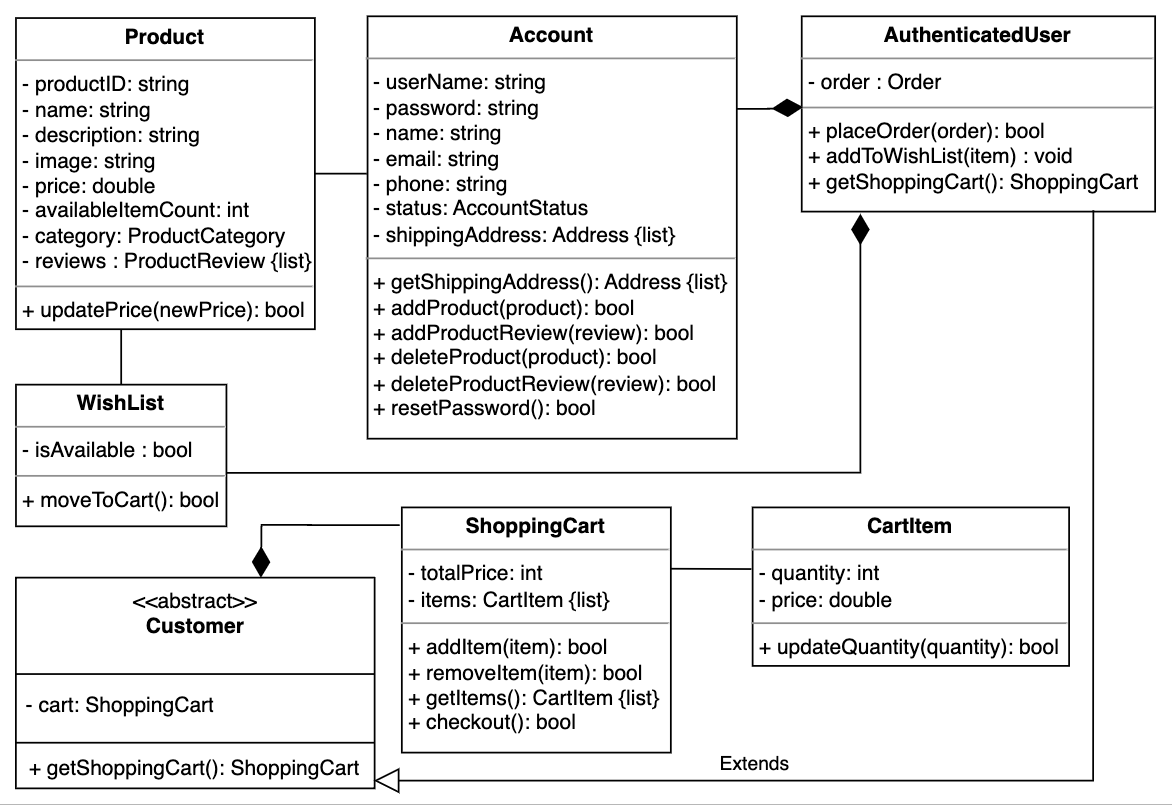 Product
- productID: string
- name: string
- description: string
- image: string
- price: double
- availableItemCount: int
- category: ProductCategory
- reviews : ProductReview {list}
+ updatePrice(newPrice): bool
Account
- userName: string
- password: string
- name: string
- email: string
- phone: string
- status: AccountStatus
- shippingAddress: Address {list}
+ getShippingAddress(): Address {list}
+ addProduct(product): bool
+ addProductReview(review): bool
+ deleteProduct(product): bool
+ deleteProductReview(review): bool
+ resetPassword(): bool
AuthenticatedUser
- order : Order
+ placeOrder(order): bool
+ addToWishList(item) : void
+ getShoppingCart(): ShoppingCart
WishList
- isAvailable : bool
+ moveToCart(): bool
<<abstract>>
Customer
- cart: ShoppingCart
+ getShoppingCart(): ShoppingCart
ShoppingCart
- totalPrice: int
- items: CartItem {list}
+ addItem(item): bool
+ removeItem(item): bool
+ getItems(): CartItem {list}
+ checkout(): bool
CartItem
- quantity: int
- price: double
+ updateQuantity(quantity): bool
Extends